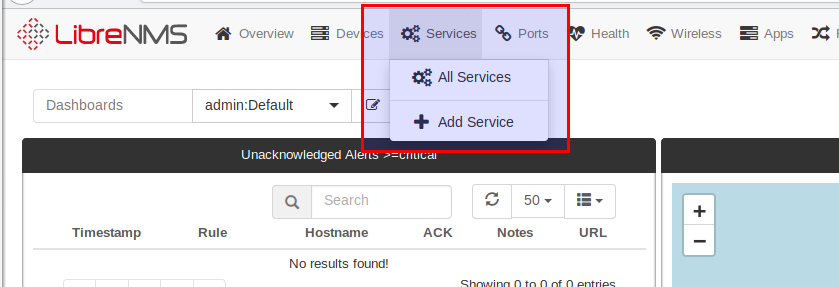 LibreNMS Overview Devices Services Ports Health Wireless Apps R
All Services
Add Service
Dashboards admin:Default
Unacknowledged Alerts >=critical
Search 50
Timestamp Rule Hostname ACK Notes URL
No results found!
Showing 0 to 0 of 0 entries